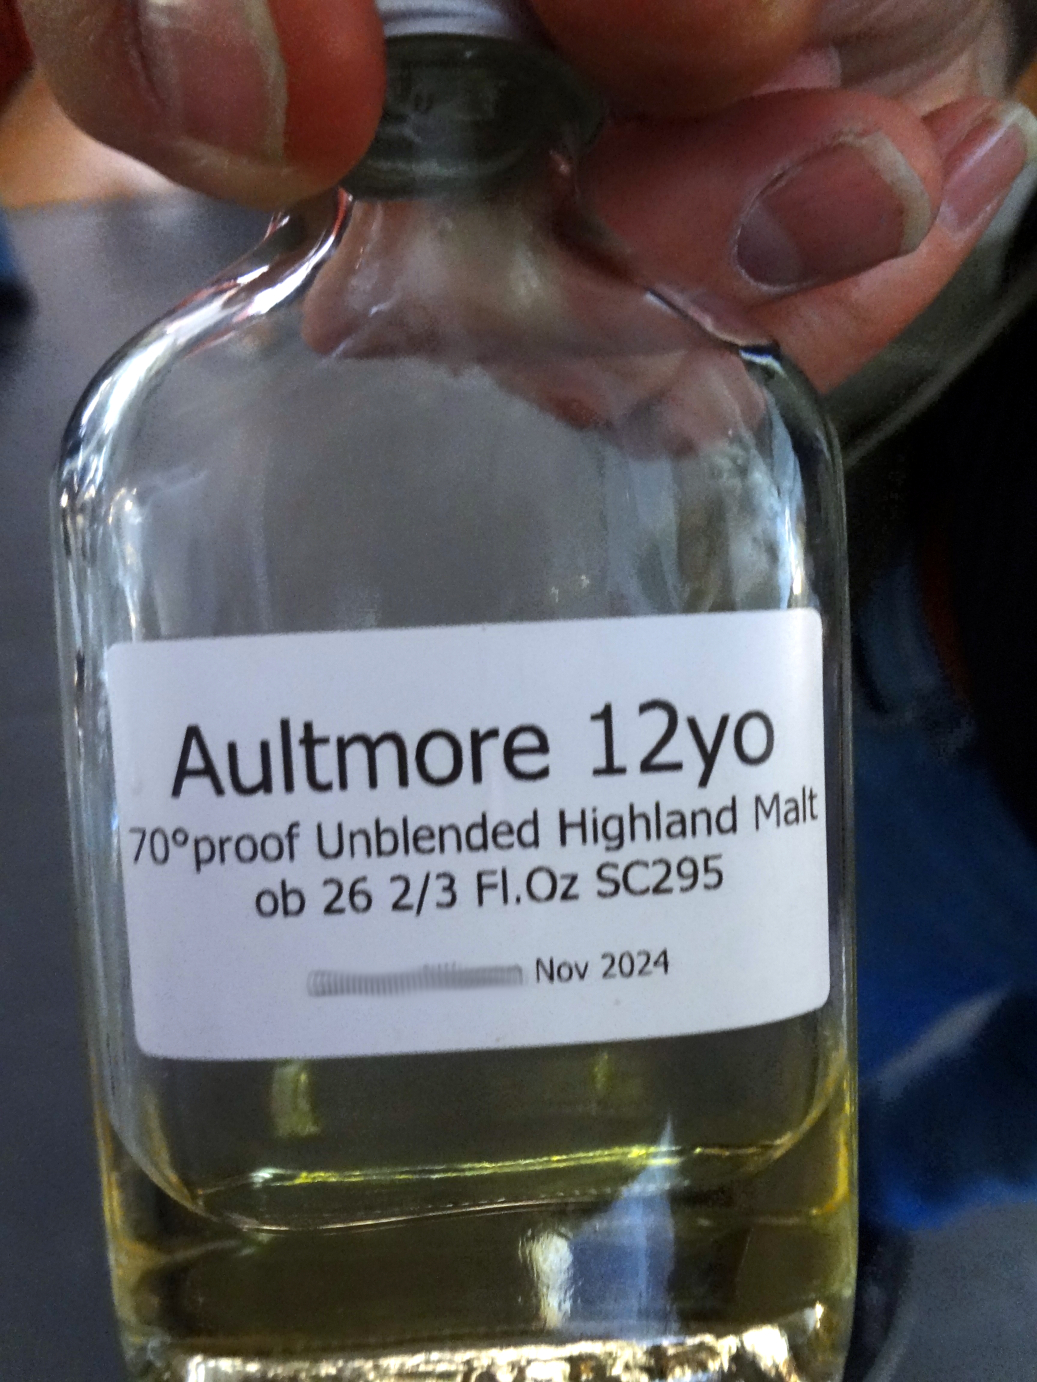 Aultmore 12yo
70°proof Unblended Highland Malt
ob 26 2/3 Fl.Oz SC295
Nov 2024